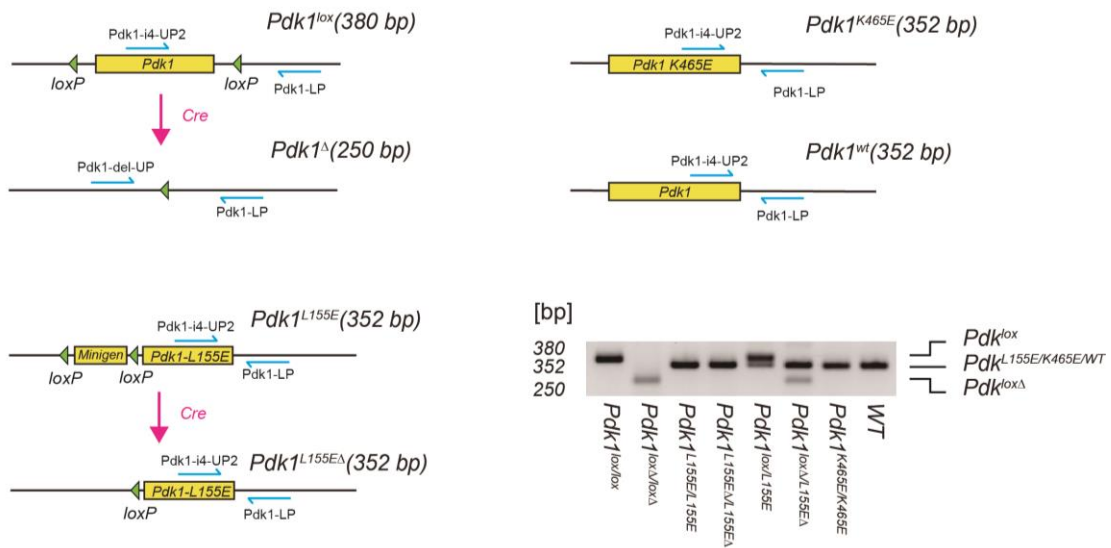 Pdk1lox(380 bp)
Pdk1-i4-UP2
Pdk1
loxP
loxP
Pdk1-LP
Cre
Pdk1Δ(250 bp)
Pdk1-del-UP
Pdk1-LP
Pdk1K465E(352 bp)
Pdk1-i4-UP2
Pdk1 K465E
Pdk1-LP
Pdk1wt(352 bp)
Pdk1-i4-UP2
Pdk1
Pdk1-LP
Pdk1L155E(352 bp)
Pdk1-i4-UP2
Minigen
Pdk1-L155E
loxP
loxP
Pdk1-LP
Cre
Pdk1L155EΔ(352 bp)
Pdk1-i4-UP2
Pdk1-L155E
loxP
Pdk1-LP
[bp]
380
352
250
Pdklox
PdkL155E/K465E/WT
PdkloxΔ
Pdk1lox/lox
Pdk1loxΔ/loxΔ
Pdk1L155E/L155E
Pdk1L155EΔ/L155EΔ
Pdk1lox/L155E
Pdk1loxΔ/L155EΔ
Pdk1K465E/K465E
WT